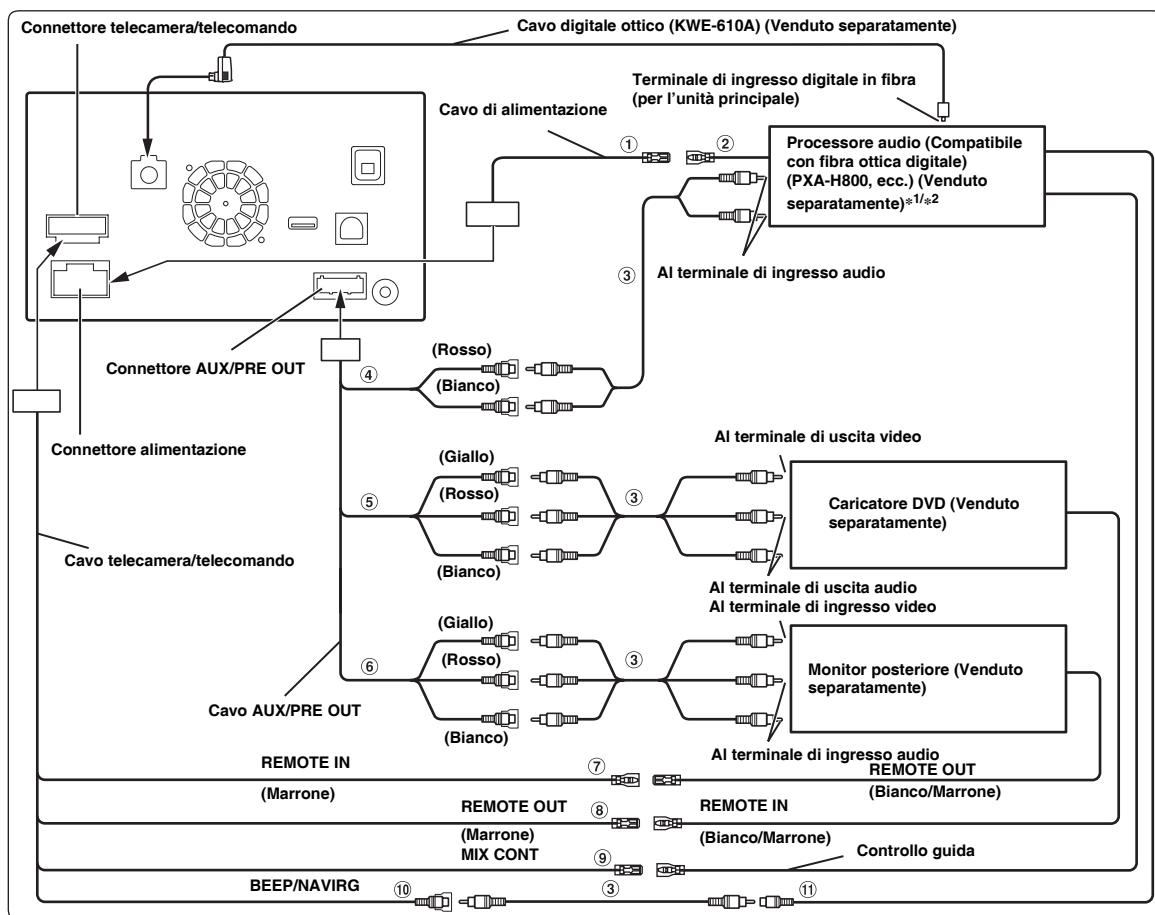 Connettore telecamera/telecomando
Cavo digitale ottico (KWE-610A) (Venduto separatamente)
Terminale di ingresso digitale in fibra
(per l'unità principale)
Cavo di alimentazione
①
②
Processore audio (Compatibile
con fibra ottica digitale)
(PXA-H800, ecc.) (Venduto
separatamente)*1/*2
Al terminale di ingresso audio
③
Connettore AUX/PRE OUT
④
(Rosso)
(Bianco)
Connettore alimentazione
Al terminale di uscita video
(Giallo)
⑤
(Rosso)
③
(Bianco)
Caricatore DVD (Venduto
separatamente)
Cavo telecamera/telecomando
Al terminale di uscita audio
Al terminale di ingresso video
(Giallo)
⑥
(Rosso)
③
(Bianco)
Monitor posteriore (Venduto
separatamente)
Cavo AUX/PRE OUT
Al terminale di ingresso audio
REMOTE IN
⑦
REMOTE OUT
(Marrone)
(Bianco/Marrone)
REMOTE OUT
⑧
REMOTE IN
(Marrone)
(Bianco/Marrone)
MIX CONT
⑨
Controllo guida
BEEP/NAVIRG
⑩
③
⑪